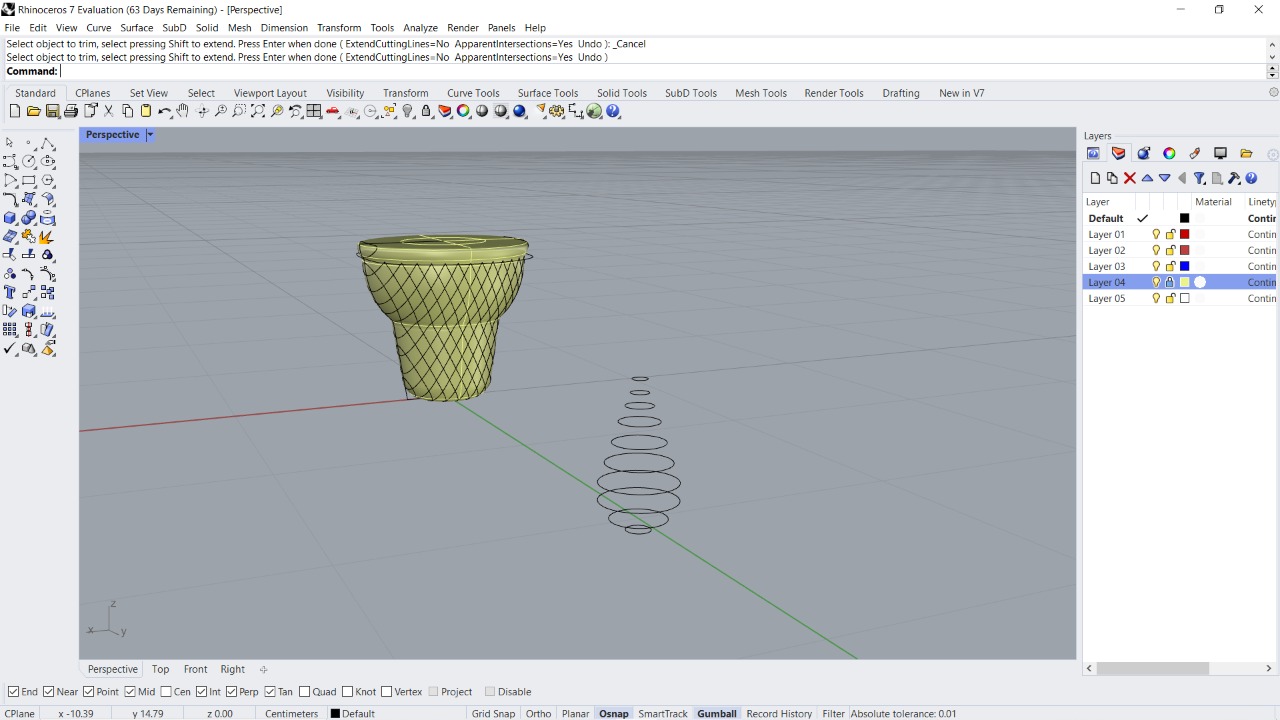 Rhinoceros 7 Evaluation (63 Days Remaining) - [Perspective]
File Edit View Curve Surface SubD Solid Mesh Dimension Transform Tools Analyze Render Panels Help
Select object to trim, select pressing Shift to extend. Press Enter when done ( ExtendCuttingLines=No ApparentIntersections=Yes Undo ): _Cancel
Select object to trim, select pressing Shift to extend. Press Enter when done ( ExtendCuttingLines=No ApparentIntersections=Yes Undo )
Command:
Standard CPlanes Set View Select Viewport Layout Visibility Transform Curve Tools Surface Tools Solid Tools SubD Tools Mesh Tools Render Tools Drafting New in V7
Perspective
Layers
Layer Material Linety
Default Contin
Layer 01 Contin
Layer 02 Contin
Layer 03 Contin
Layer 04 Contin
Layer 05 Contin
z
x y
Perspective Top Front Right
End Near Point Mid Cen Int Perp Tan Quad Knot Vertex Project Disable
CPlane x -10.39 y 14.79 z 0.00 Centimeters Default Grid Snap Ortho Planar Osnap SmartTrack Gumball Record History Filter Absolute tolerance: 0.01